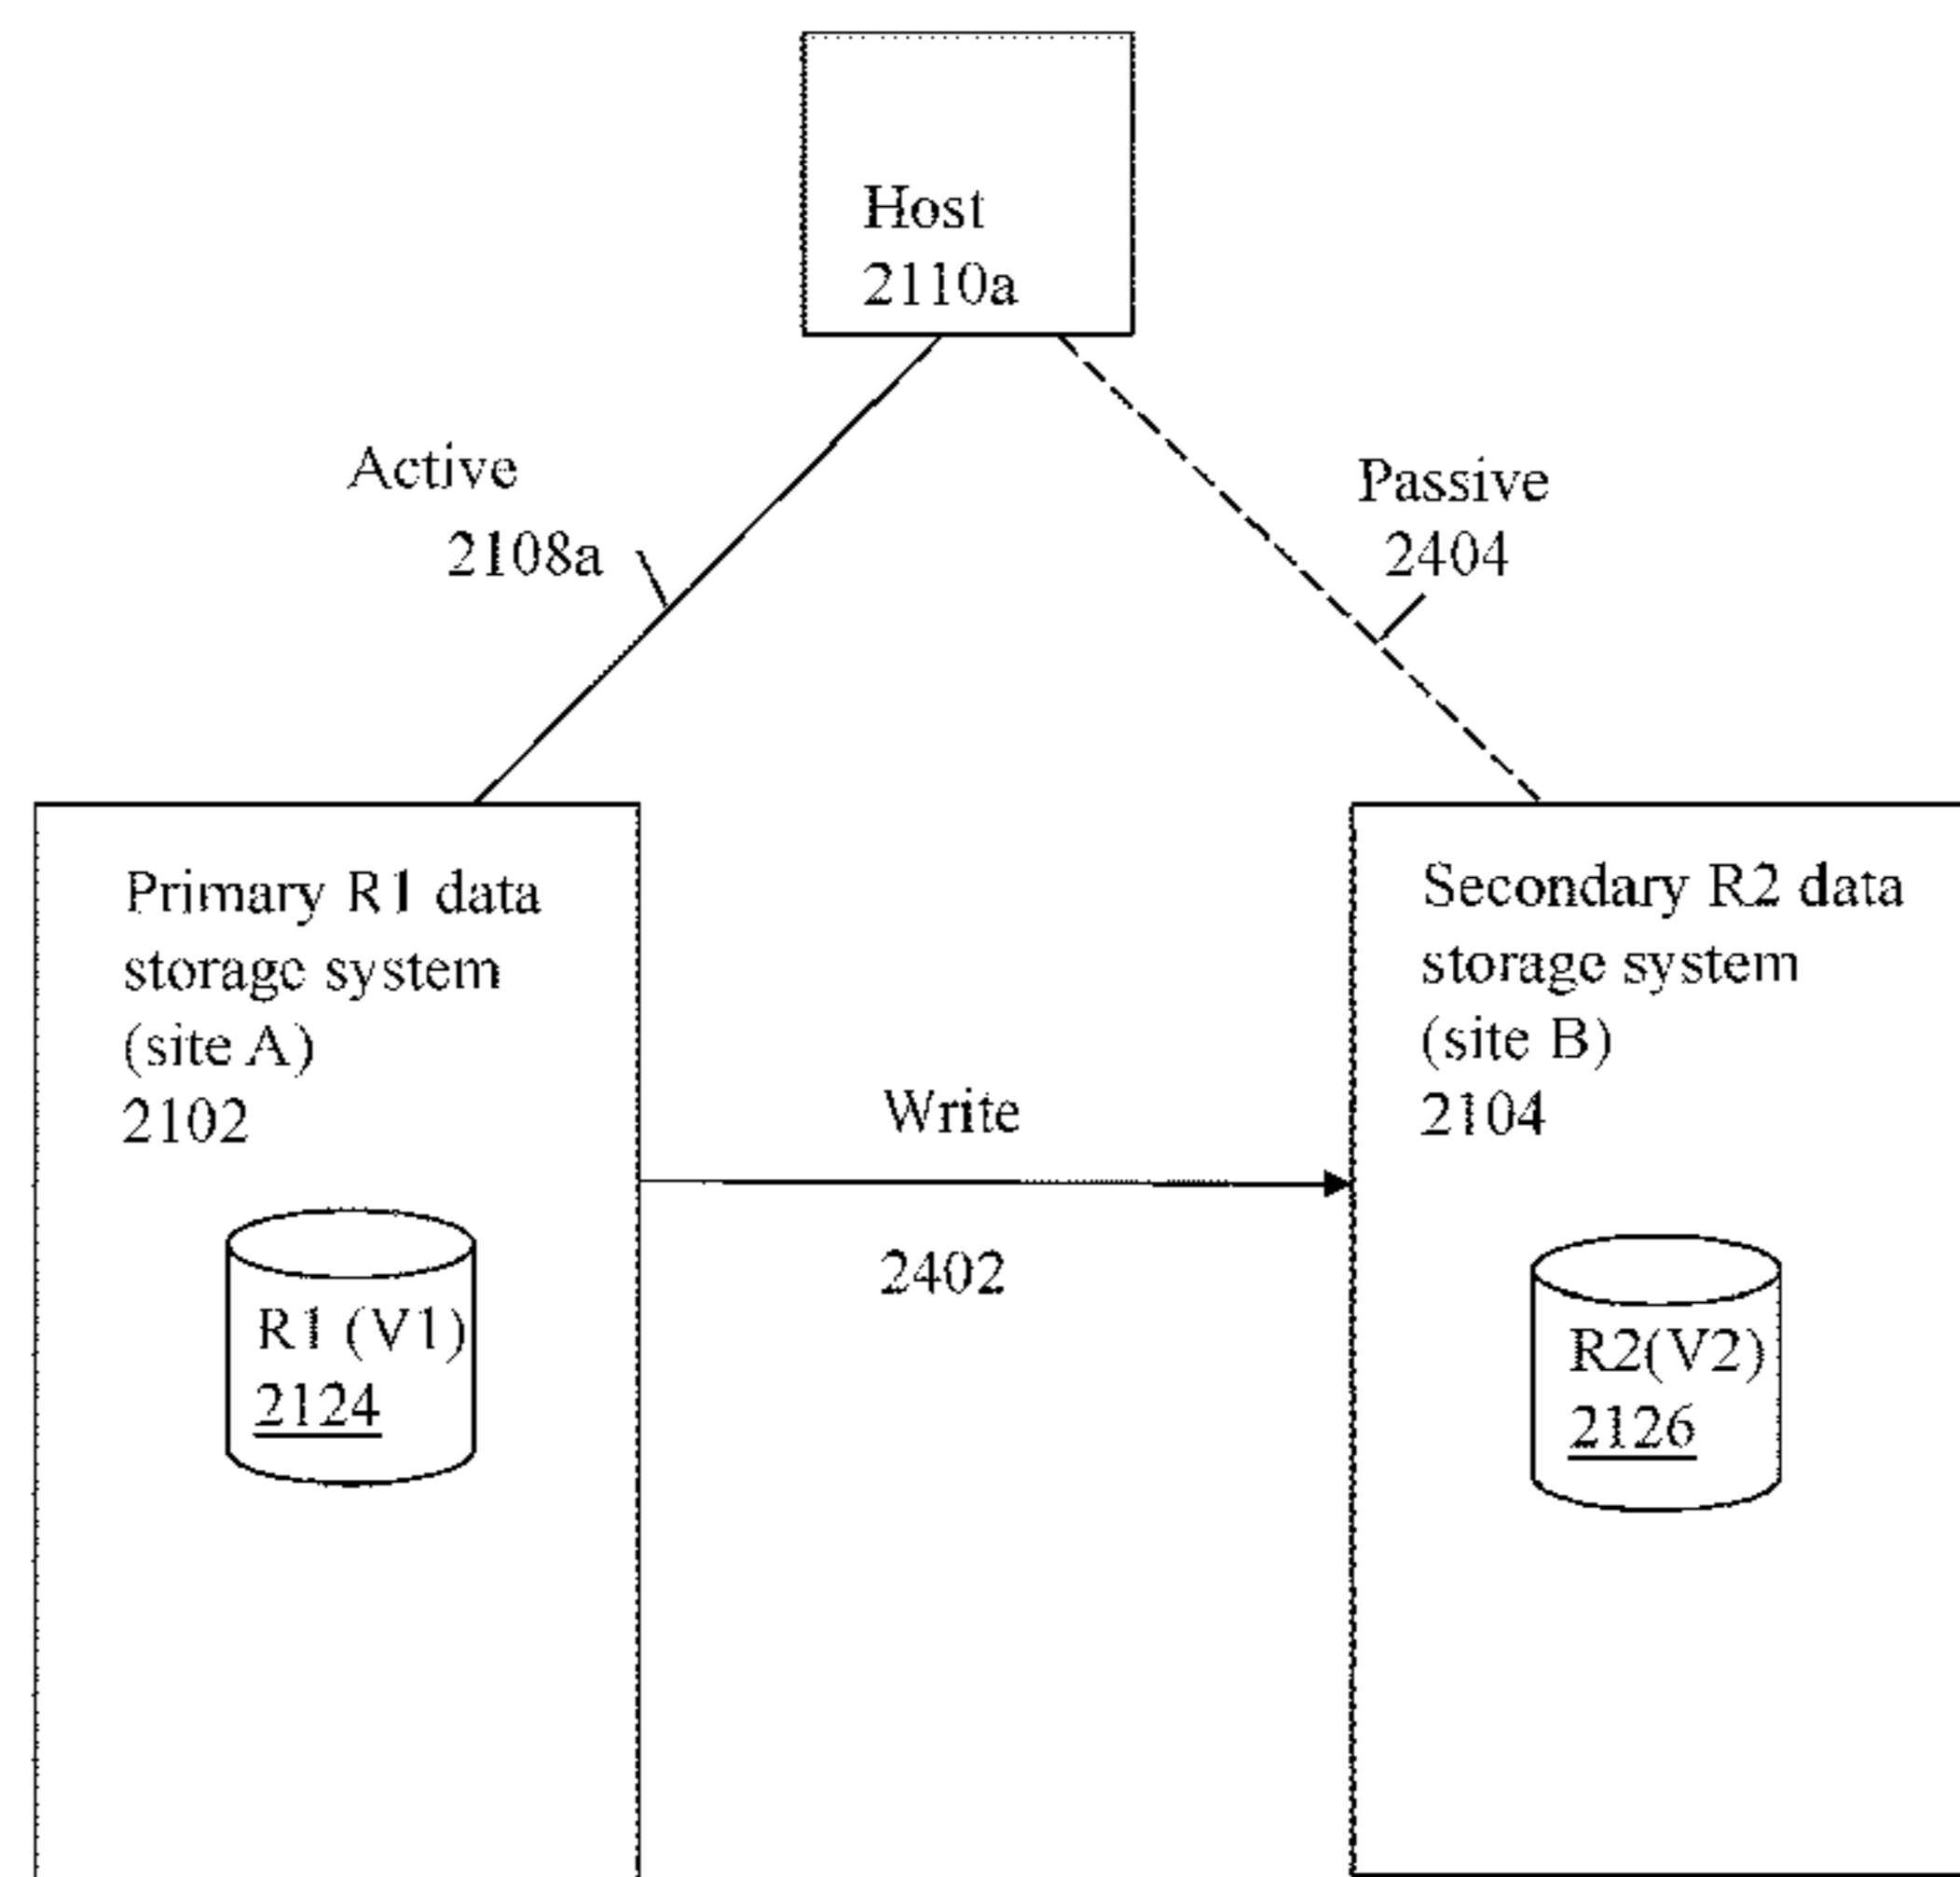 Host
2110a
Active
2108a
Passive
2404
Primary R1 data
storage system
(site A)
2102
Write
2402
Secondary R2 data
storage system
(site B)
2104
R1 (V1)
2124
R2(V2)
2126